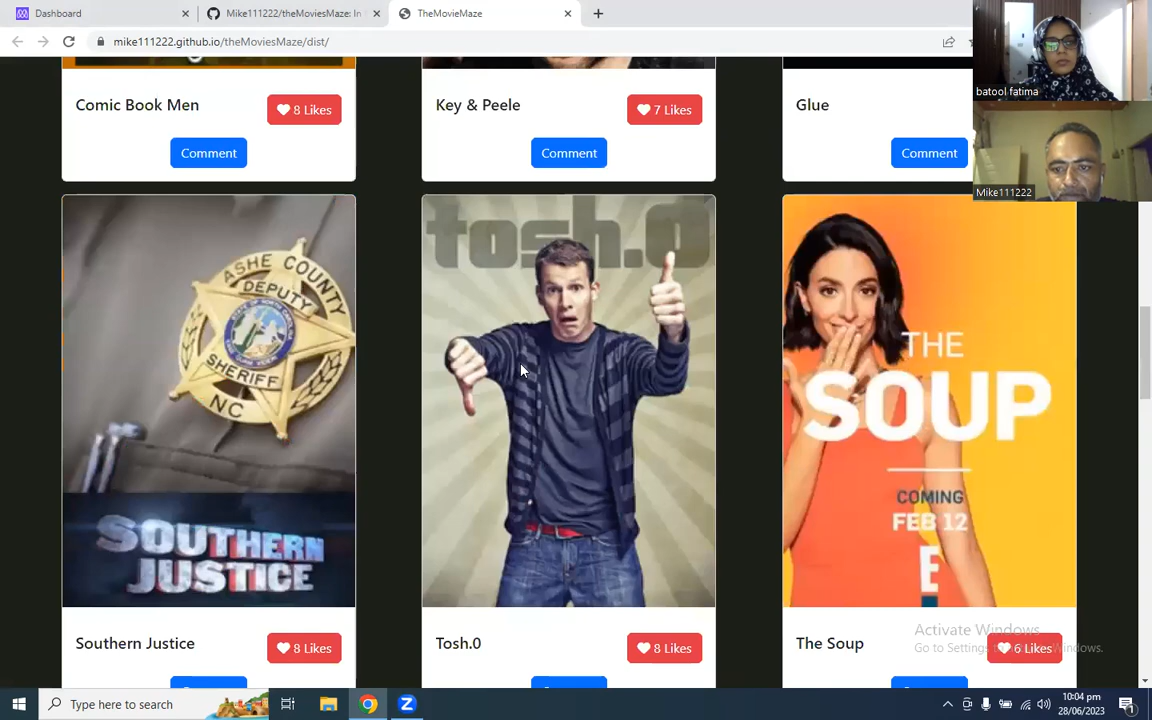 Dashboard
Mike111222/theMoviesMaze: In
TheMovieMaze
mike111222.github.io/theMoviesMaze/dist/
batool fatima
Mike111222
Comic Book Men
8 Likes
Key & Peele
7 Likes
Glue
Comment
Comment
Comment
ASHE COUNTY
DEPUTY
SHERIFF
NC
SOUTHERN
JUSTICE
tosh.0
THE
SOUP
COMING
FEB 12
E
Southern Justice
8 Likes
Tosh.0
8 Likes
The Soup
6 Likes
Activate Windows
Go to Settings to activate Windows.
Type here to search
10:04 pm
28/06/2023
1